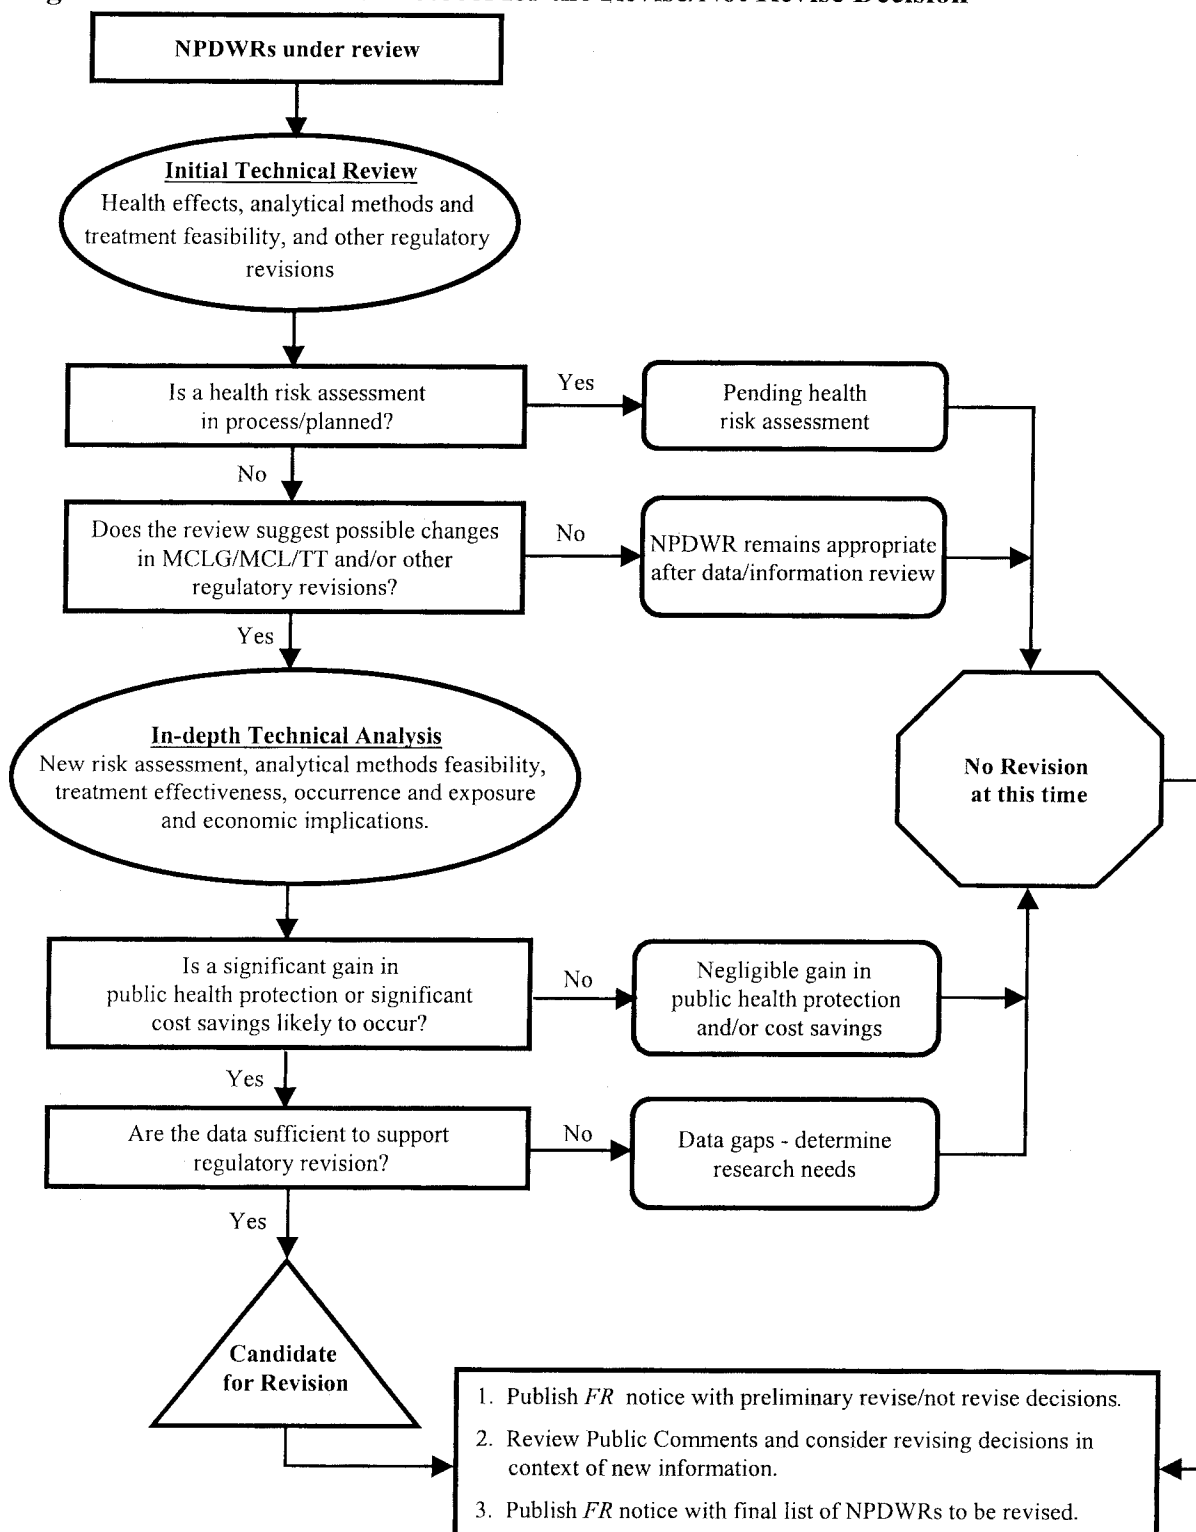 the Revise/Not Revise Decision
NPDWRs under review
Initial Technical Review
Health effects, analytical methods and
treatment feasibility, and other regulatory
revisions
Is a health risk assessment
in process/planned?
Yes
Pending health
risk assessment
No
Does the review suggest possible changes
in MCLG/MCL/TT and/or other
regulatory revisions?
No
NPDWR remains appropriate
after data/information review
Yes
In-depth Technical Analysis
New risk assessment, analytical methods feasibility,
treatment effectiveness, occurrence and exposure
and economic implications.
No Revision
at this time
Is a significant gain in
public health protection or significant
cost savings likely to occur?
No
Negligible gain in
public health protection
and/or cost savings
Yes
Are the data sufficient to support
regulatory revision?
No
Data gaps - determine
research needs
Yes
Candidate
for Revision
1. Publish FR notice with preliminary revise/not revise decisions.
2. Review Public Comments and consider revising decisions in
context of new information.
3. Publish FR notice with final list of NPDWRs to be revised.